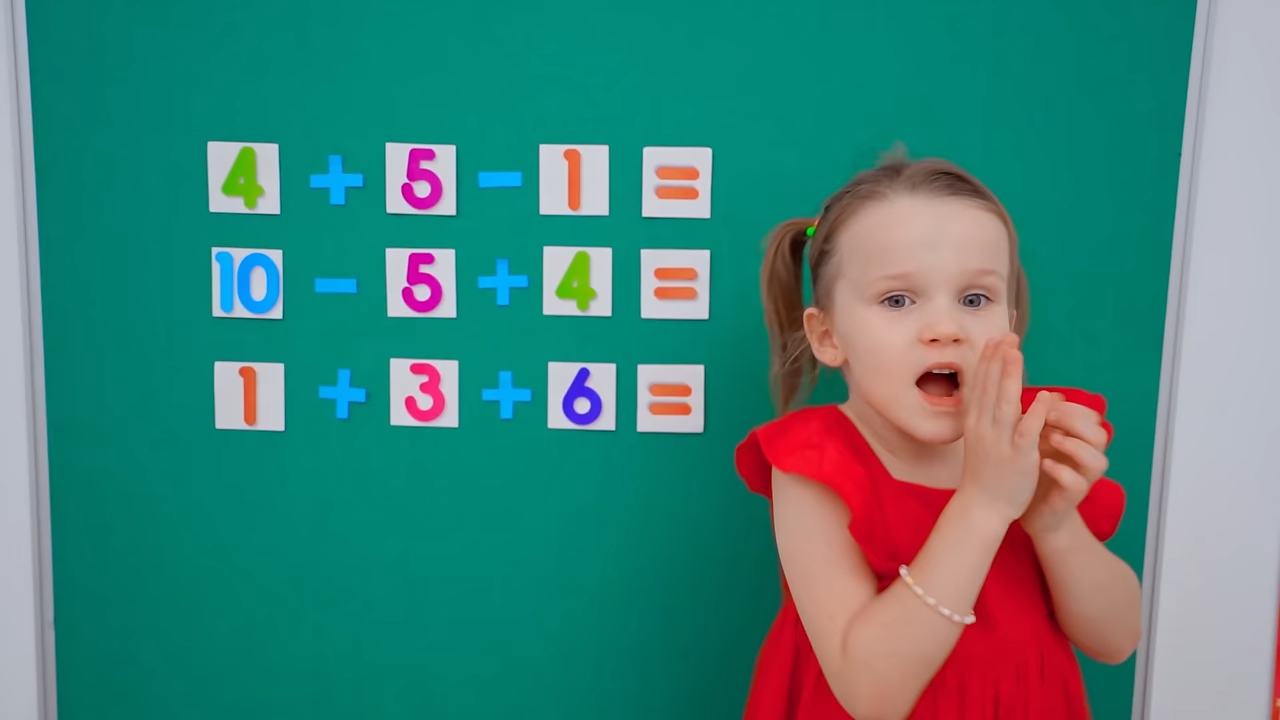 4 + 5 - 1 =
10 - 5 + 4 =
1 + 3 + 6 =